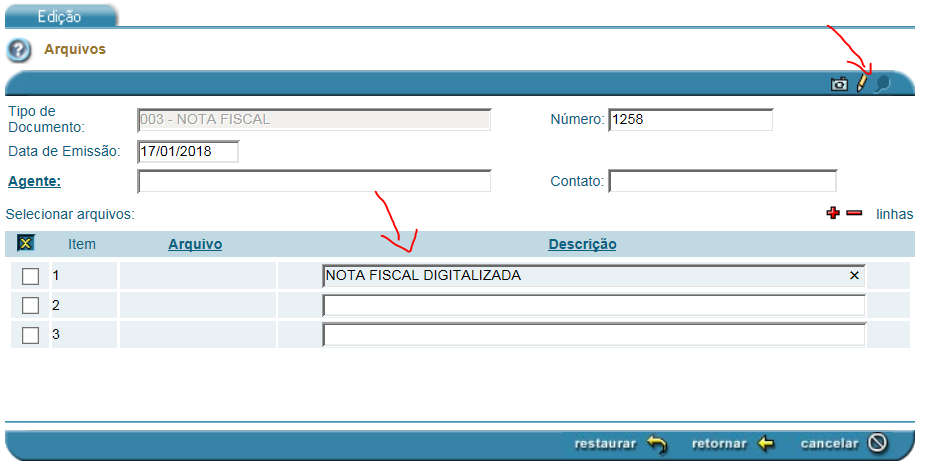 Edição
Arquivos
Tipo de
Documento: 003 - NOTA FISCAL Número: 1258
Data de Emissão: 17/01/2018
Agente: Contato:
Selecionar arquivos: linhas
Item Arquivo Descrição
1 NOTA FISCAL DIGITALIZADA
2
3
restaurar retornar cancelar